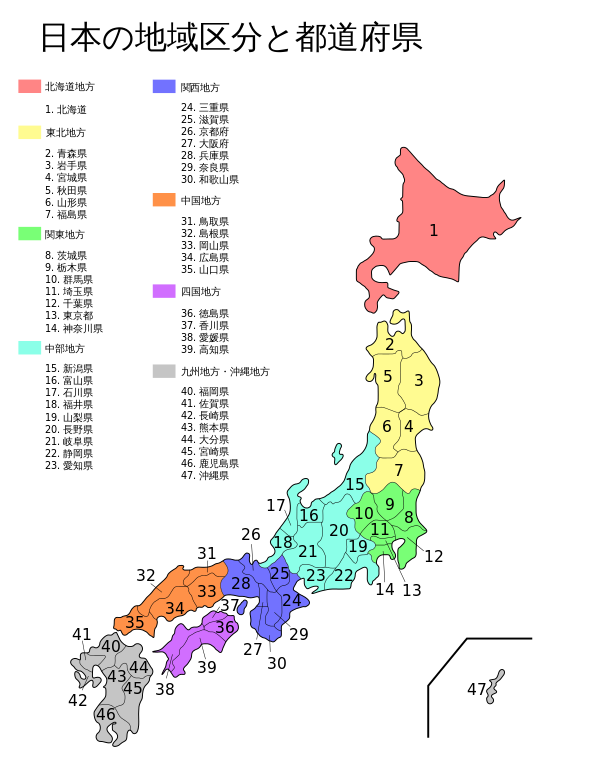 日本の地域区分と都道府県
北海道地方
1. 北海道
東北地方
2. 青森県
3. 岩手県
4. 宮城県
5. 秋田県
6. 山形県
7. 福島県
関東地方
8. 茨城県
9. 栃木県
10. 群馬県
11. 埼玉県
12. 千葉県
13. 東京都
14. 神奈川県
中部地方
15. 新潟県
16. 富山県
17. 石川県
18. 福井県
19. 山梨県
20. 長野県
21. 岐阜県
22. 静岡県
23. 愛知県
関西地方
24. 三重県
25. 滋賀県
26. 京都府
27. 大阪府
28. 兵庫県
29. 奈良県
30. 和歌山県
中国地方
31. 鳥取県
32. 島根県
33. 岡山県
34. 広島県
35. 山口県
四国地方
36. 徳島県
37. 香川県
38. 愛媛県
39. 高知県
九州地方・沖縄地方
40. 福岡県
41. 佐賀県
42. 長崎県
43. 熊本県
44. 大分県
45. 宮崎県
46. 鹿児島県
47. 沖縄県
1
2
5
3
6
4
7
15
17
16
10
9
8
11
20
18
21
19
12
26
31
25
23
22
14
13
32
28
33
24
34
37
35
36
29
41
40
27
30
44
39
43
45
38
42
46
47